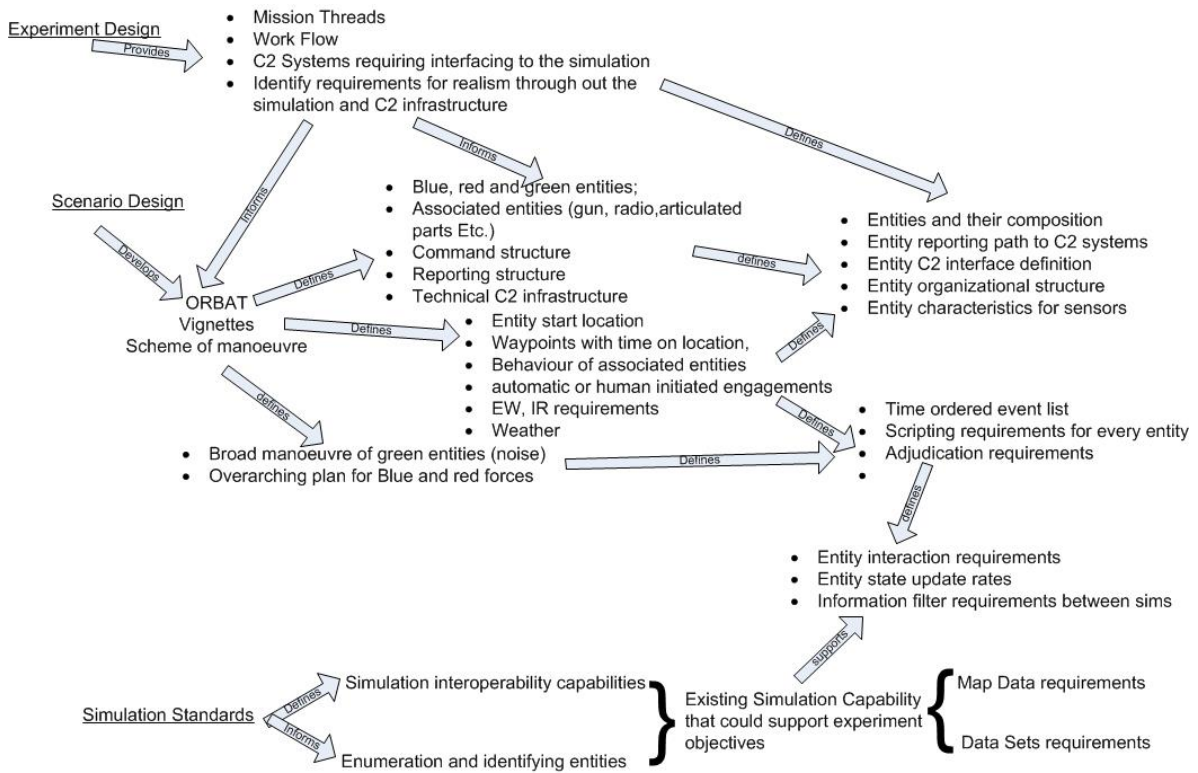 Experiment Design
Provides
• Mission Threads
• Work Flow
• C2 Systems requiring interfacing to the simulation
• Identify requirements for realism through out the
simulation and C2 infrastructure
Informs
Informs
Defines
Scenario Design
Develops
ORBAT
Vignettes
Scheme of manoeuvre
Defines
• Blue, red and green entities;
• Associated entities (gun, radio,articulated
parts Etc.)
• Command structure
• Reporting structure
• Technical C2 infrastructure
defines
• Entities and their composition
• Entity reporting path to C2 systems
• Entity C2 interface definition
• Entity organizational structure
• Entity characteristics for sensors
Defines
• Entity start location
• Waypoints with time on location,
• Behaviour of associated entities
• automatic or human initiated engagements
• EW, IR requirements
• Weather
Defines
Defines
defines
• Broad manoeuvre of green entities (noise)
• Overarching plan for Blue and red forces
Defines
• Time ordered event list
• Scripting requirements for every entity
• Adjudication requirements
•
defines
• Entity interaction requirements
• Entity state update rates
• Information filter requirements between sims
supports
Simulation Standards
Defines
Informs
Simulation interoperability capabilities
Enumeration and identifying entities
Existing Simulation Capability
that could support experiment
objectives
Map Data requirements
Data Sets requirements